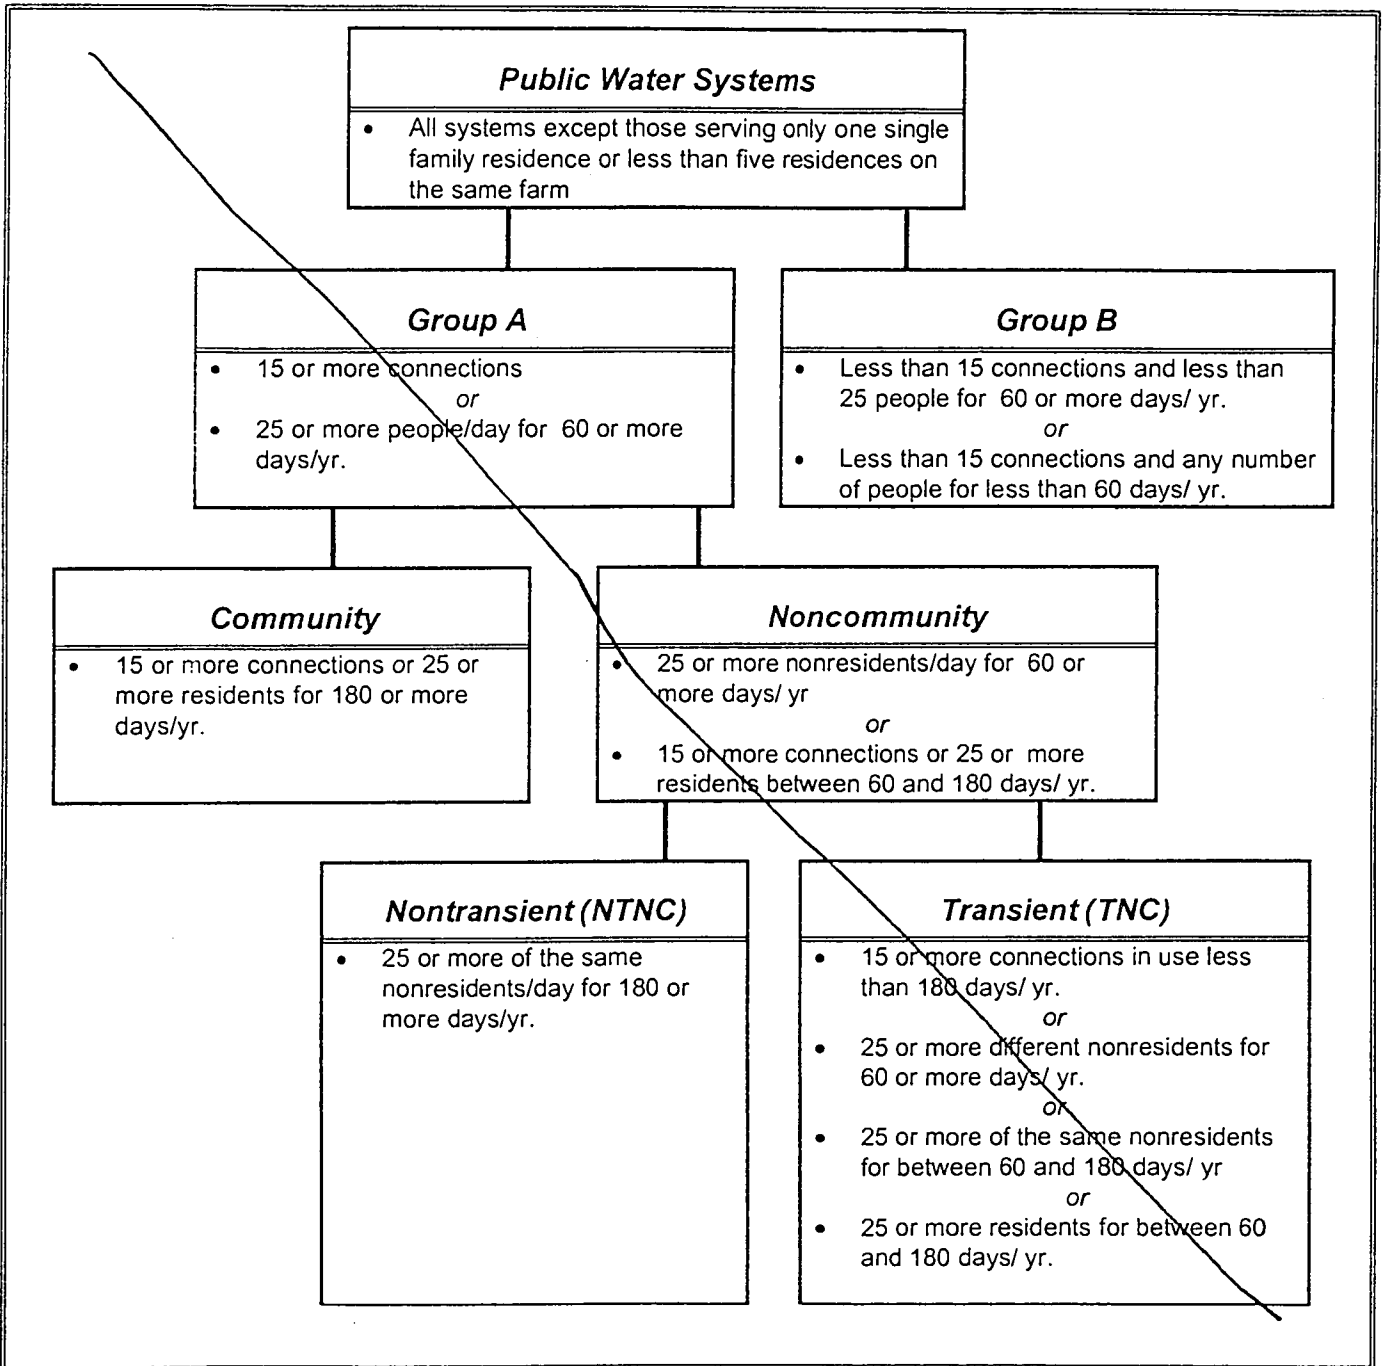 Public Water Systems
• All systems except those serving only one single
family residence or less than five residences on
the same farm
Group A
• 15 or more connections
or
• 25 or more people/day for 60 or more
days/yr.
Group B
• Less than 15 connections and less than
25 people for 60 or more days/ yr.
or
• Less than 15 connections and any number
of people for less than 60 days/ yr.
Community
• 15 or more connections or 25 or
more residents for 180 or more
days/yr.
Noncommunity
• 25 or more nonresidents/day for 60 or
more days/ yr
or
• 15 or more connections or 25 or more
residents between 60 and 180 days/ yr.
Nontransient (NTNC)
• 25 or more of the same
nonresidents/day for 180 or
more days/yr.
Transient (TNC)
• 15 or more connections in use less
than 180 days/ yr.
or
• 25 or more different nonresidents for
60 or more days/ yr.
or
• 25 or more of the same nonresidents
for between 60 and 180 days/ yr
or
• 25 or more residents for between 60
and 180 days/ yr.